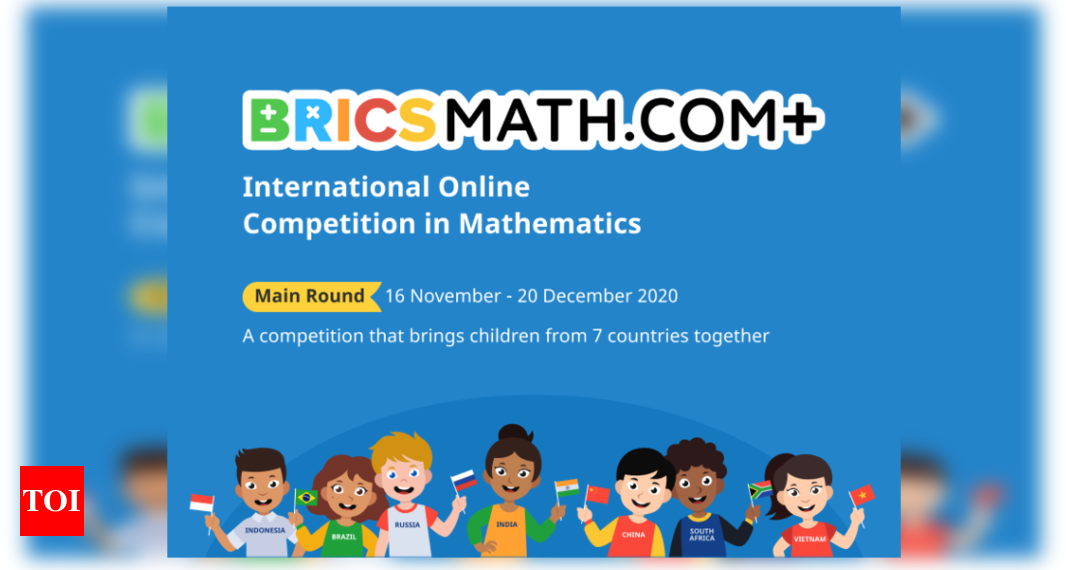 BRICSMATH.COM+
International Online
Competition in Mathematics
Main Round 16 November - 20 December 2020
A competition that brings children from 7 countries together
TOI
INDONESIA
BRAZIL
RUSSIA
INDIA
CHINA
SOUTH
AFRICA
VIETNAM